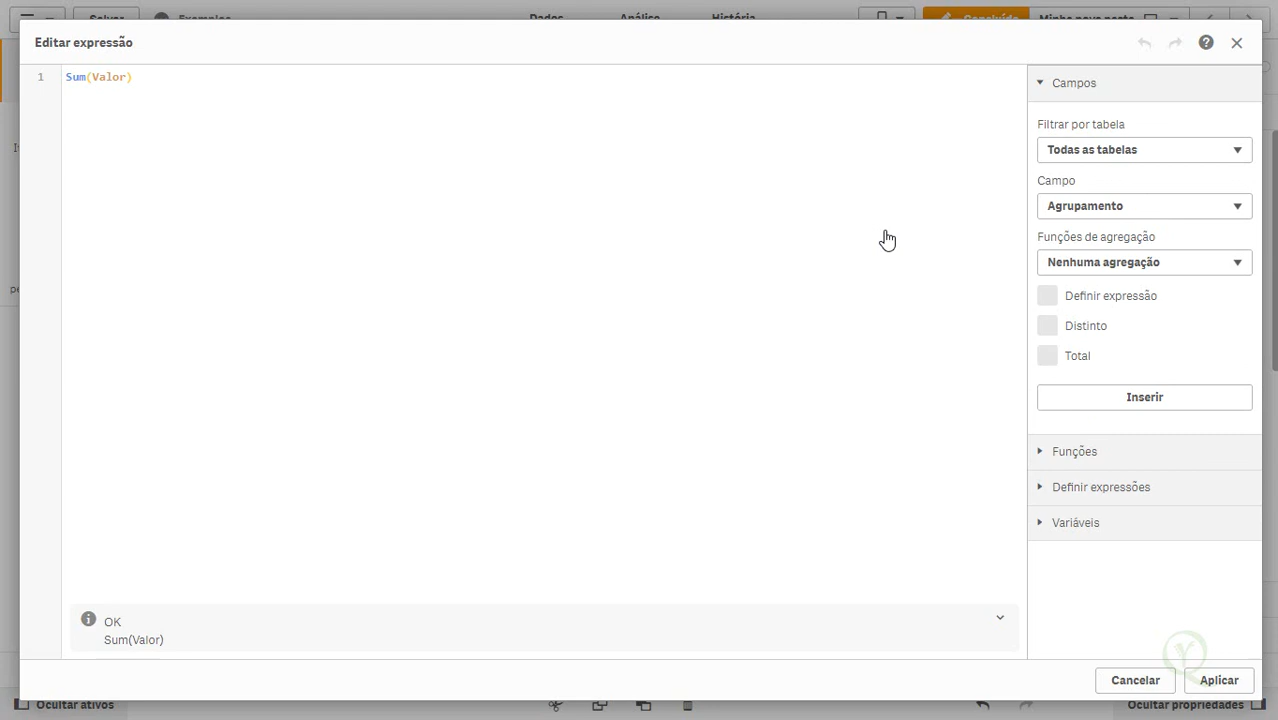 Dados
Análise
História
Editar expressão
1 Sum(Valor)
Campos
Filtrar por tabela
Todas as tabelas
Campo
Agrupamento
Funções de agregação
Nenhuma agregação
Definir expressão
Distinto
Total
Inserir
Funções
Definir expressões
Variáveis
OK
Sum(Valor)
Cancelar
Aplicar
Ocultar ativos
Ocultar propriedades